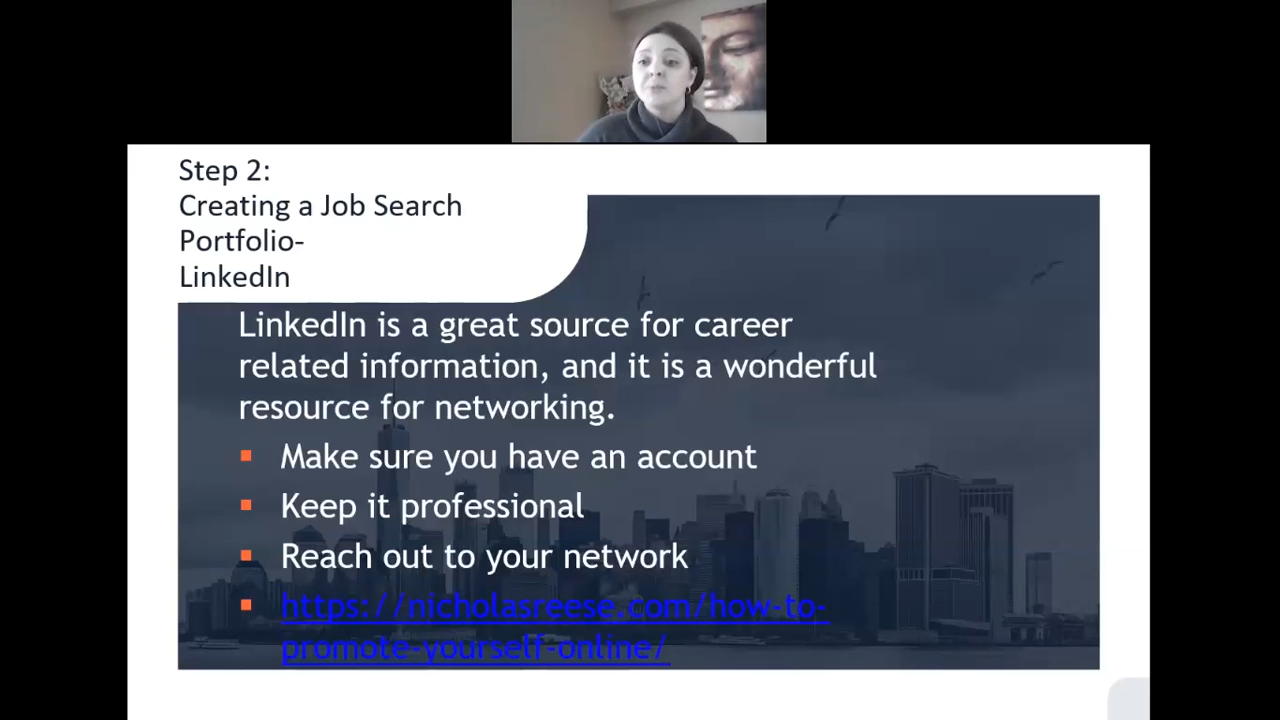 Step 2:
Creating a Job Search
Portfolio-
LinkedIn
LinkedIn is a great source for career
related information, and it is a wonderful
resource for networking.
Make sure you have an account
Keep it professional
Reach out to your network
https://nicholasreese.com/how-to-
promote-yourself-online/